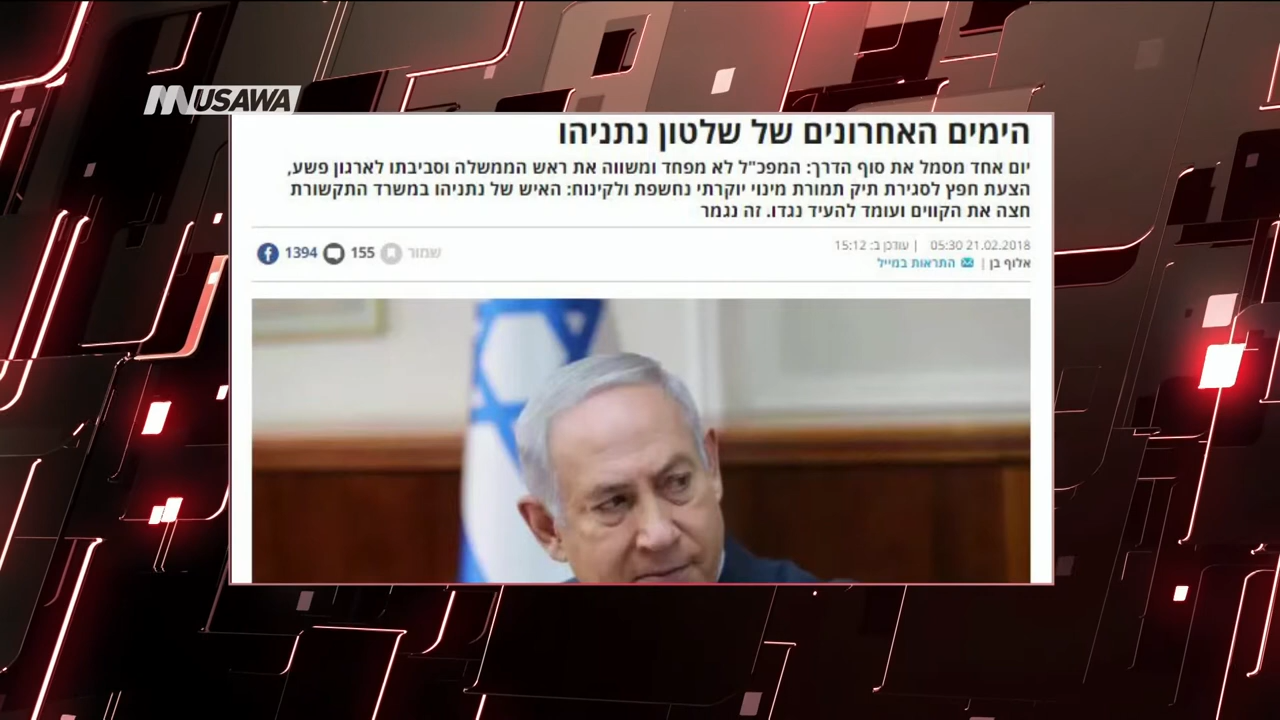 MUSAWA
הימים האחרונים של שלטון נתניהו
יום אחד מסמל את סוף הדרך: המפכ"ל לא מפחד ומשווה את ראש הממשלה וסביבתו לארגון פשע,
הצעת חפץ לסגירת תיק תמורת מינוי יוקרתי נחשפת ולקינוח: האיש של נתניהו במשרד התקשורת
חצה את הקווים ועומד להעיד נגדו. זה נגמר
21.02.2018 05:30 | עודכן ב: 15:12
אלוף בן | התראות במייל
שמור 155 1394